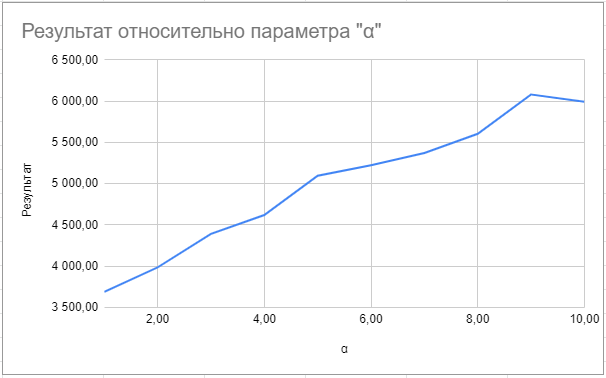 Результат относительно параметра "α"
6 500,00
6 000,00
5 500,00
5 000,00
4 500,00
4 000,00
3 500,00
Результат
2,00 4,00 6,00 8,00 10,00
α